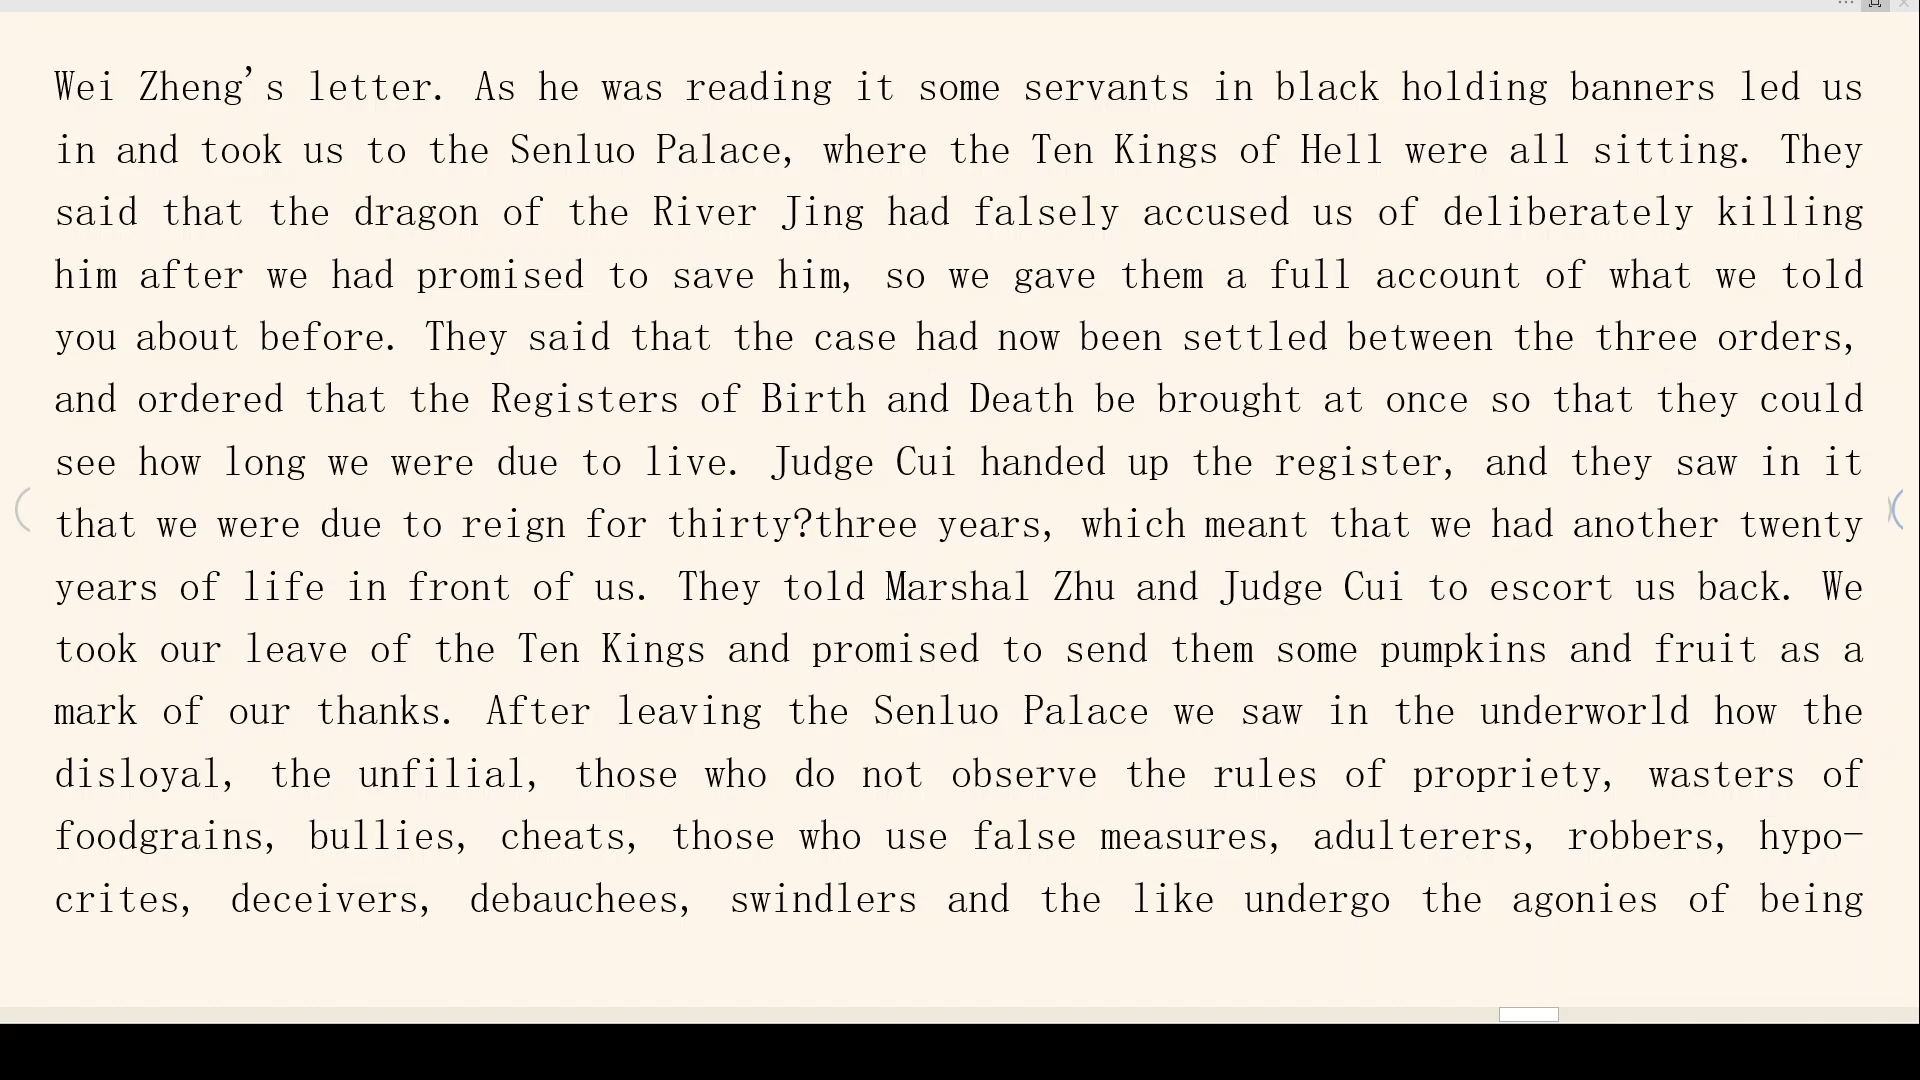 Wei Zheng's letter. As he was reading it some servants in black holding banners led us
in and took us to the Senluo Palace, where the Ten Kings of Hell were all sitting. They
said that the dragon of the River Jing had falsely accused us of deliberately killing
him after we had promised to save him, so we gave them a full account of what we told
you about before. They said that the case had now been settled between the three orders,
and ordered that the Registers of Birth and Death be brought at once so that they could
see how long we were due to live. Judge Cui handed up the register, and they saw in it
that we were due to reign for thirty?three years, which meant that we had another twenty
years of life in front of us. They told Marshal Zhu and Judge Cui to escort us back. We
took our leave of the Ten Kings and promised to send them some pumpkins and fruit as a
mark of our thanks. After leaving the Senluo Palace we saw in the underworld how the
disloyal, the unfilial, those who do not observe the rules of propriety, wasters of
foodgrains, bullies, cheats, those who use false measures, adulterers, robbers, hypo-
crites, deceivers, debauchees, swindlers and the like undergo the agonies of being